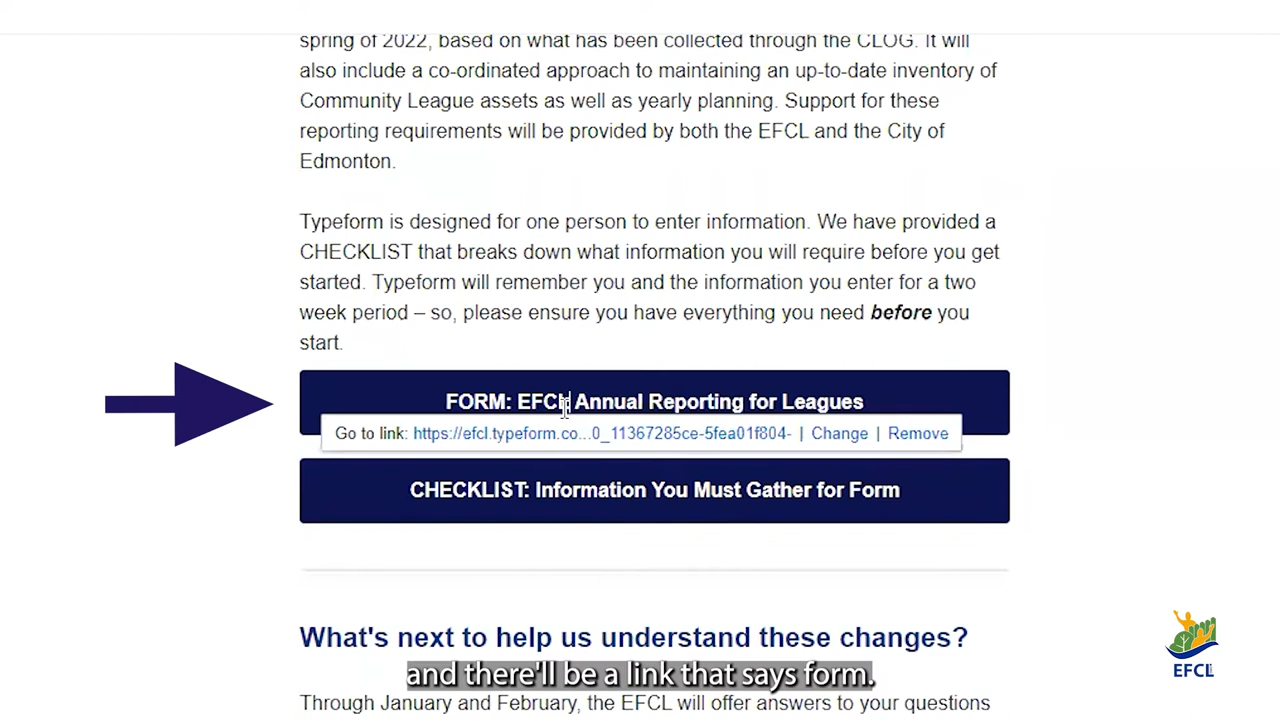 spring of 2022, based on what has been collected through the CLOG. It will
also include a co-ordinated approach to maintaining an up-to-date inventory of
Community League assets as well as yearly planning. Support for these
reporting requirements will be provided by both the EFCL and the City of
Edmonton.
Typeform is designed for one person to enter information. We have provided a
CHECKLIST that breaks down what information you will require before you get
started. Typeform will remember you and the information you enter for a two
week period – so, please ensure you have everything you need before you
start.
FORM: EFCL Annual Reporting for Leagues
Go to link: https://efcl.typeform.co...0_11367285ce-5fea01f804- | Change | Remove
CHECKLIST: Information You Must Gather for Form
What's next to help us understand these changes?
and there'll be a link that says form.
Through January and February, the EFCL will offer answers to your questions
EFCL